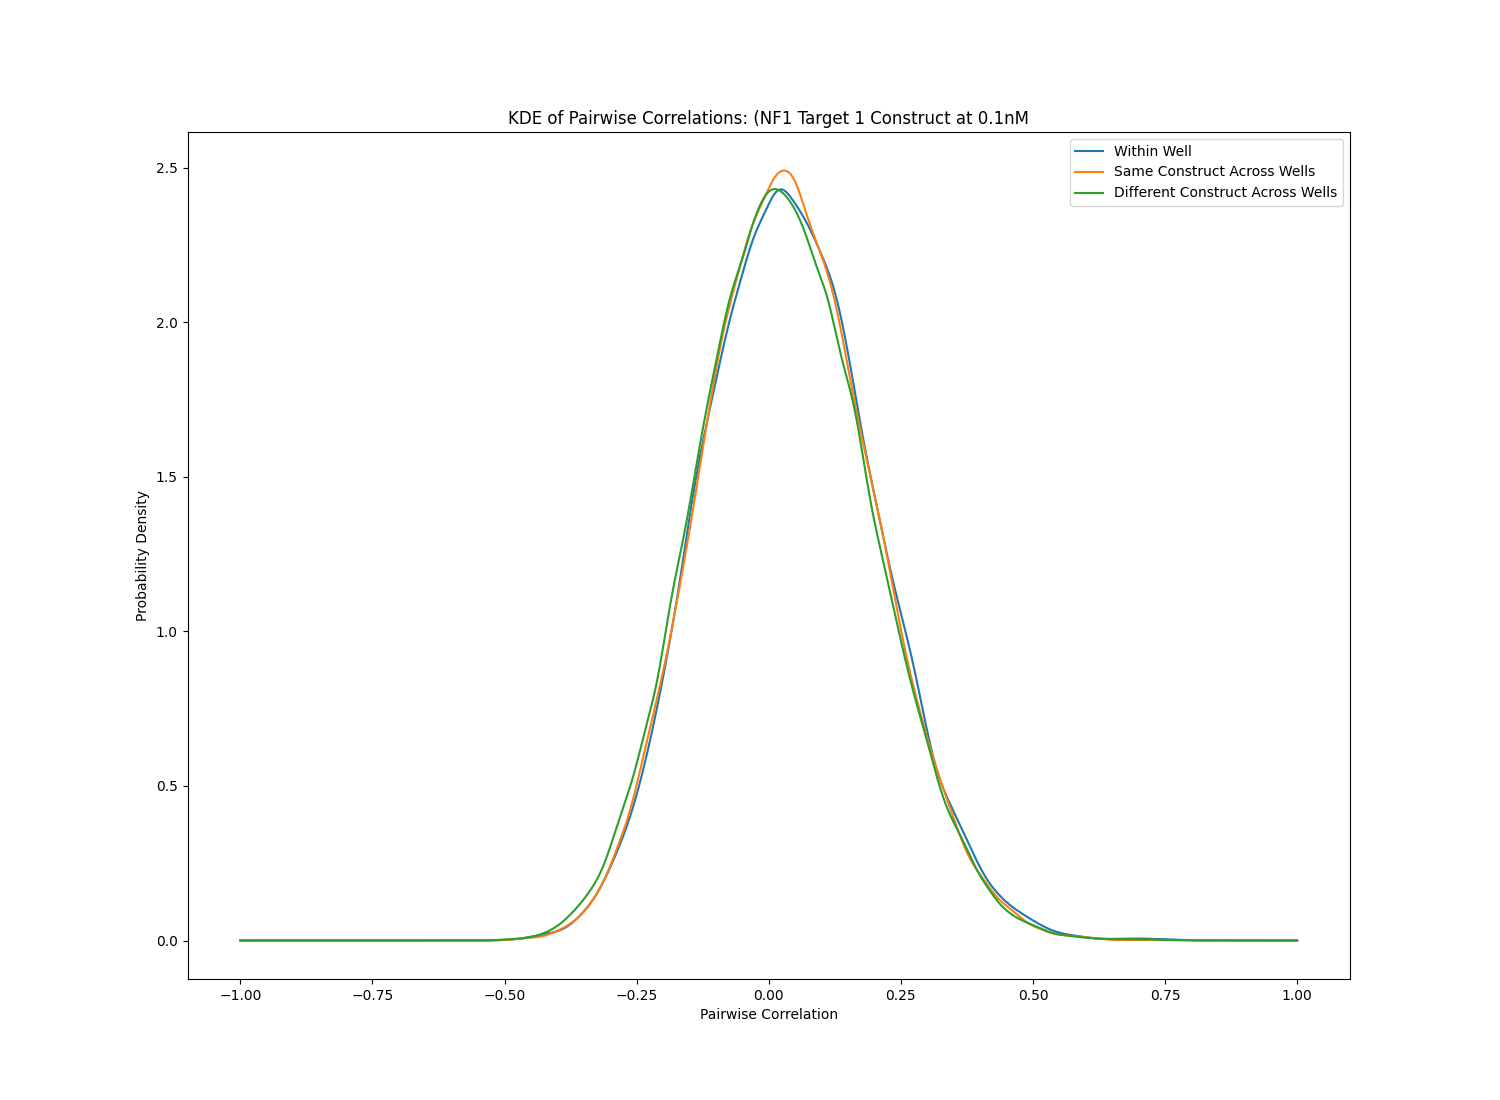 KDE of Pairwise Correlations: (NF1 Target 1 Construct at 0.1nM
Within Well
Same Construct Across Wells
Different Construct Across Wells
2.5
2.0
1.5
1.0
0.5
0.0
Probability Density
−1.00
−0.75
−0.50
−0.25
0.00
0.25
0.50
0.75
1.00
Pairwise Correlation